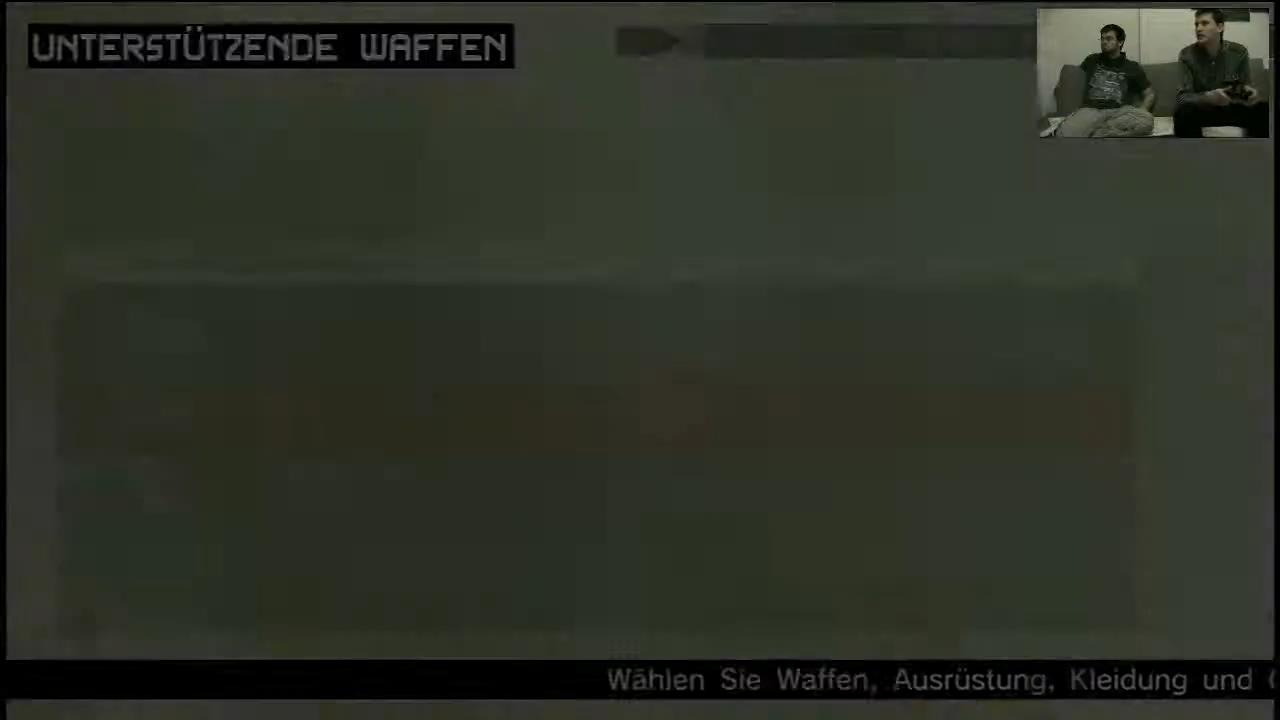 UNTERSTÜTZENDE WAFFEN
Wählen Sie Waffen, Ausrüstung, Kleidung und